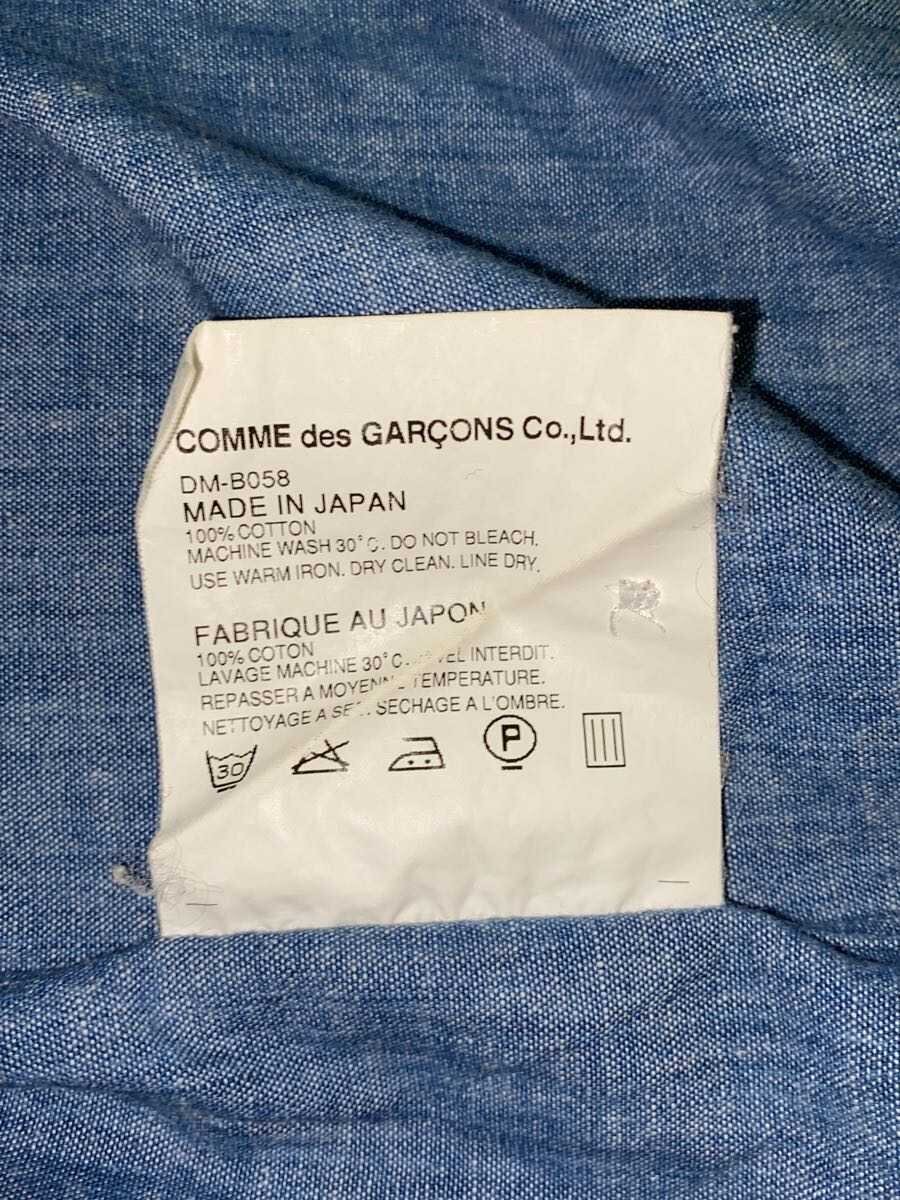 COMME des GARÇONS Co.,Ltd.
DM-B058
MADE IN JAPAN
100% COTTON
MACHINE WASH 30°C. DO NOT BLEACH.
USE WARM IRON. DRY CLEAN. LINE DRY.
FABRIQUE AU JAPON
100% COTON
LAVAGE MACHINE 30°C. INTERDIT.
REPASSER A TEMPERATURE.
NETTOYAGE A SECHAGE A L'OMBRE.
30
P